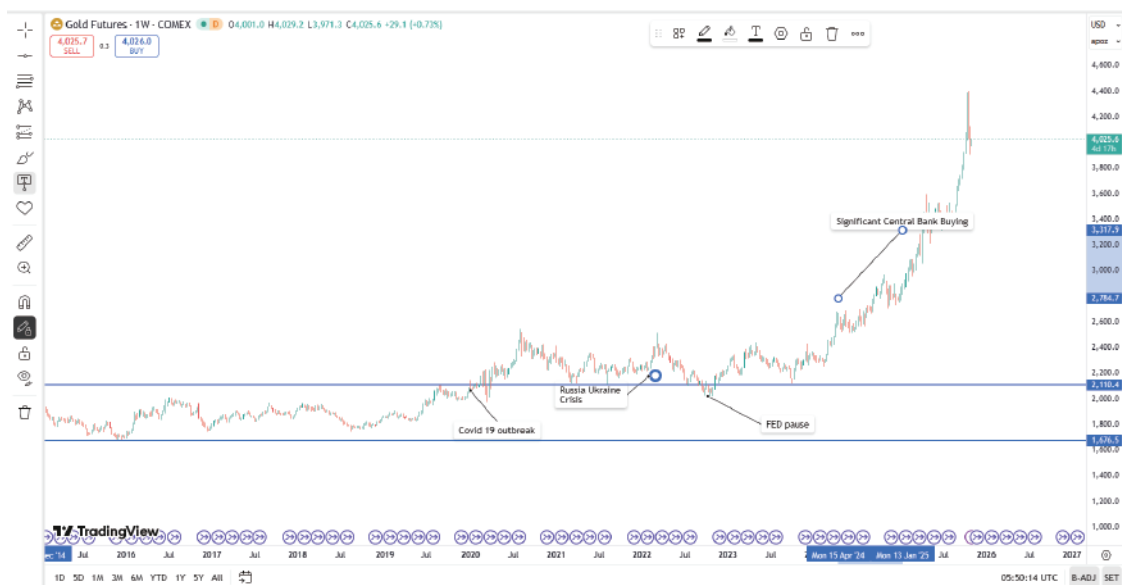 Gold Futures · 1W · COMEX D O4,001.0 H4,029.2 L3,971.3 C4,025.6 +29.1 (+0.73%)
4,025.7 SELL 0.3 4,026.0 BUY
T
USD
apoz
4,600.0
4,400.0
4,200.0
4,025.6
4d 17h
3,800.0
3,600.0
3,400.0
3,317.9
3,200.0
3,000.0
2,784.7
2,600.0
2,400.0
2,200.0
2,110.4
2,000.0
1,800.0
1,676.5
1,600.0
1,400.0
1,200.0
1,000.0
Significant Central Bank Buying
Russia Ukraine
Crisis
Covid 19 outbreak
FED pause
TradingView
ec '14 Jul 2016 Jul 2017 Jul 2018 Jul 2019 Jul 2020 Jul 2021 Jul 2022 Jul 2023 Mon 15 Apr '24 Mon 13 Jan '25 Jul 2026 2027
1D 5D 1M 3M 6M YTD 1Y 5Y All 05:50:14 UTC B-ADJ SET